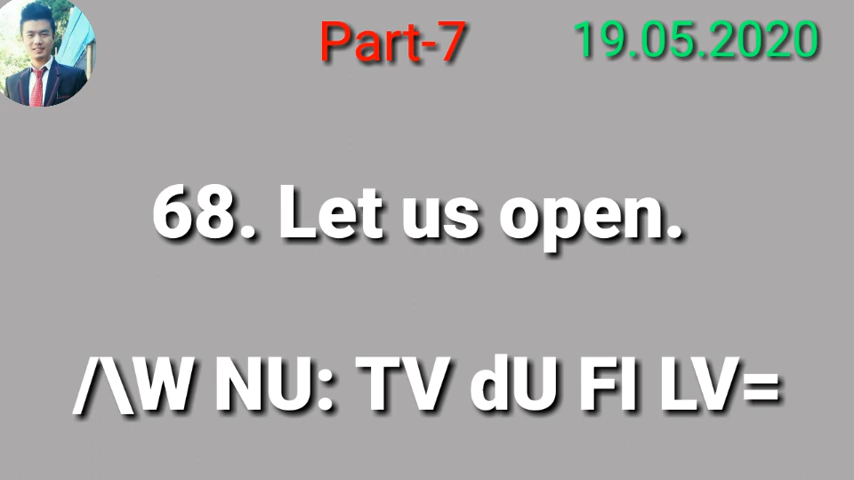 Part-7
19.05.2020
68. Let us open.
/\W NU: TV dU FI LV=